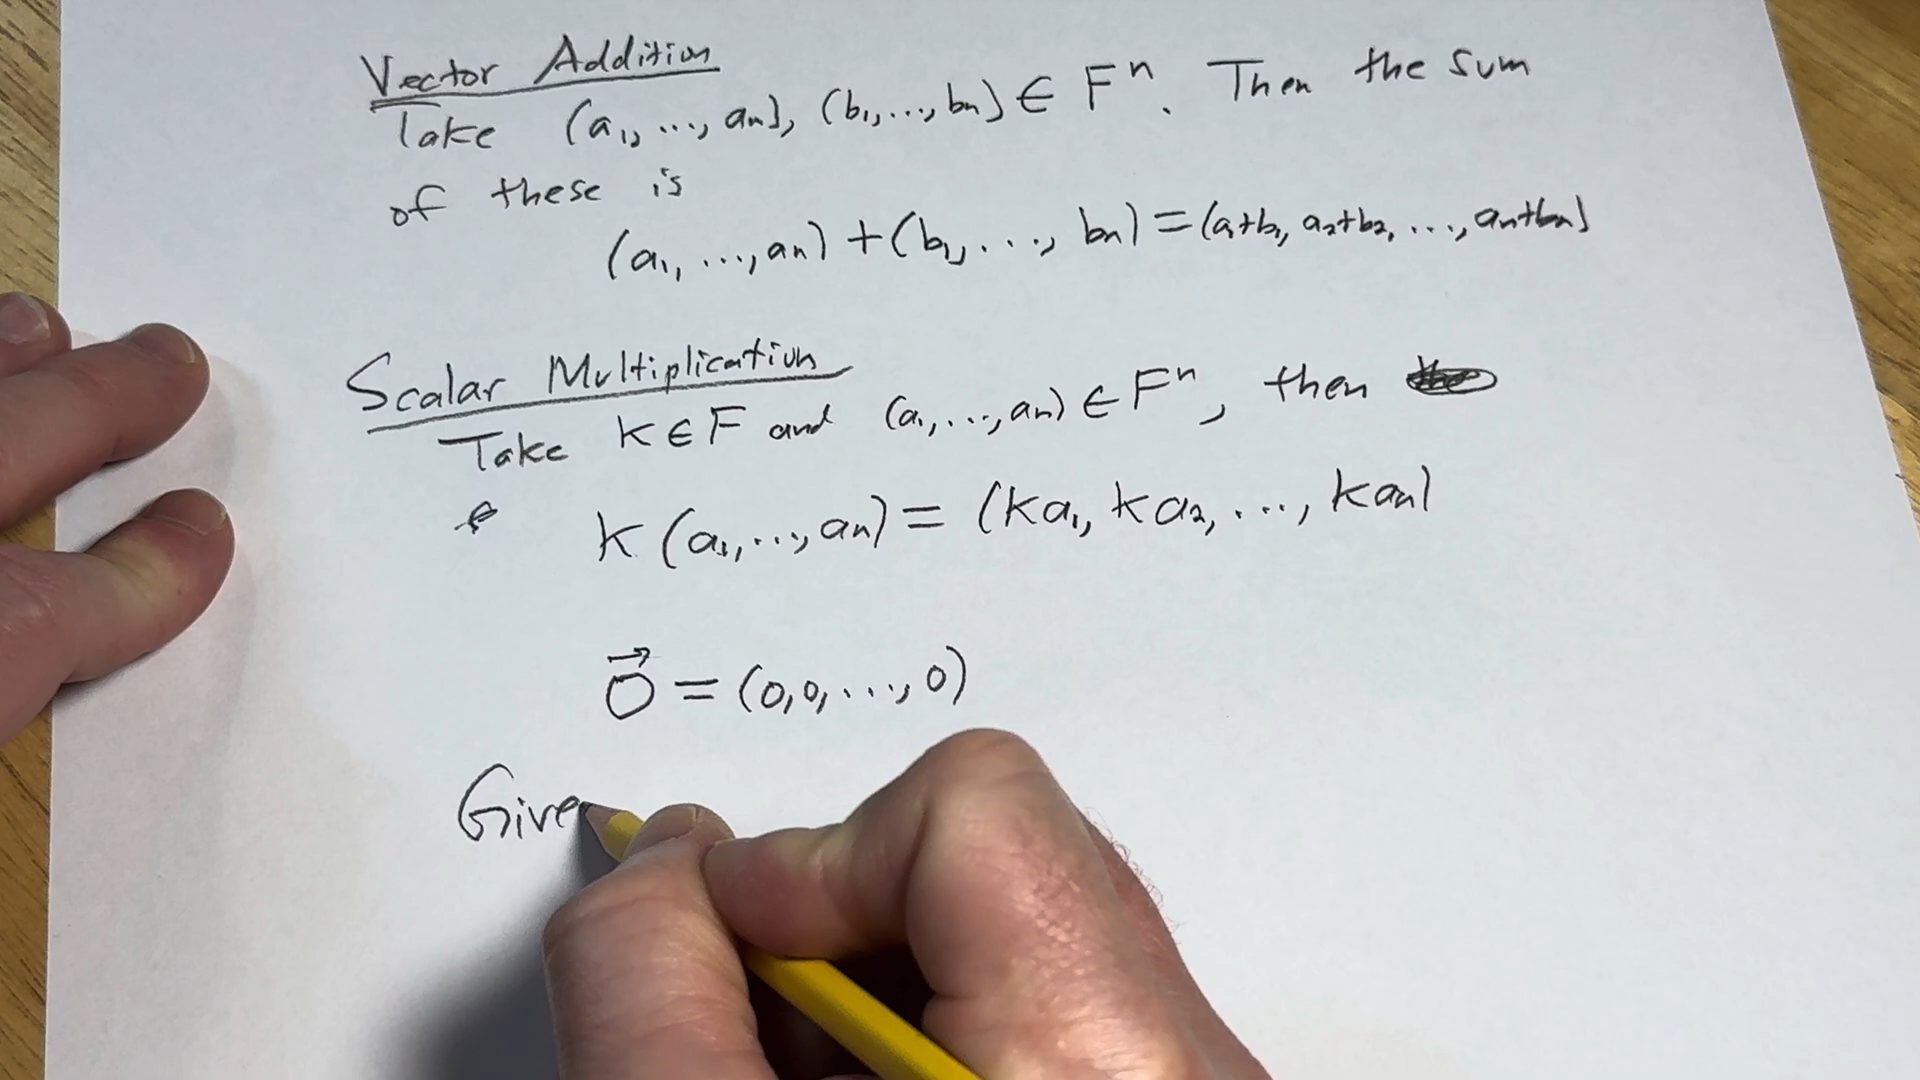 Vector Addition
Take (a₁, ..., aₙ), (b₁, ..., bₙ) ∈ Fⁿ. Then the sum
of these is
(a₁, ..., aₙ) + (b₁, ..., bₙ) = (a₁+b₁, a₂+b₂, ..., aₙ+bₙ)
Scalar Multiplication
Take k ∈ F and (a₁, ..., aₙ) ∈ Fⁿ, then
k(a₁, ..., aₙ) = (ka₁, ka₂, ..., kaₙ)
0⃗ = (0,0, ..., 0)
Give